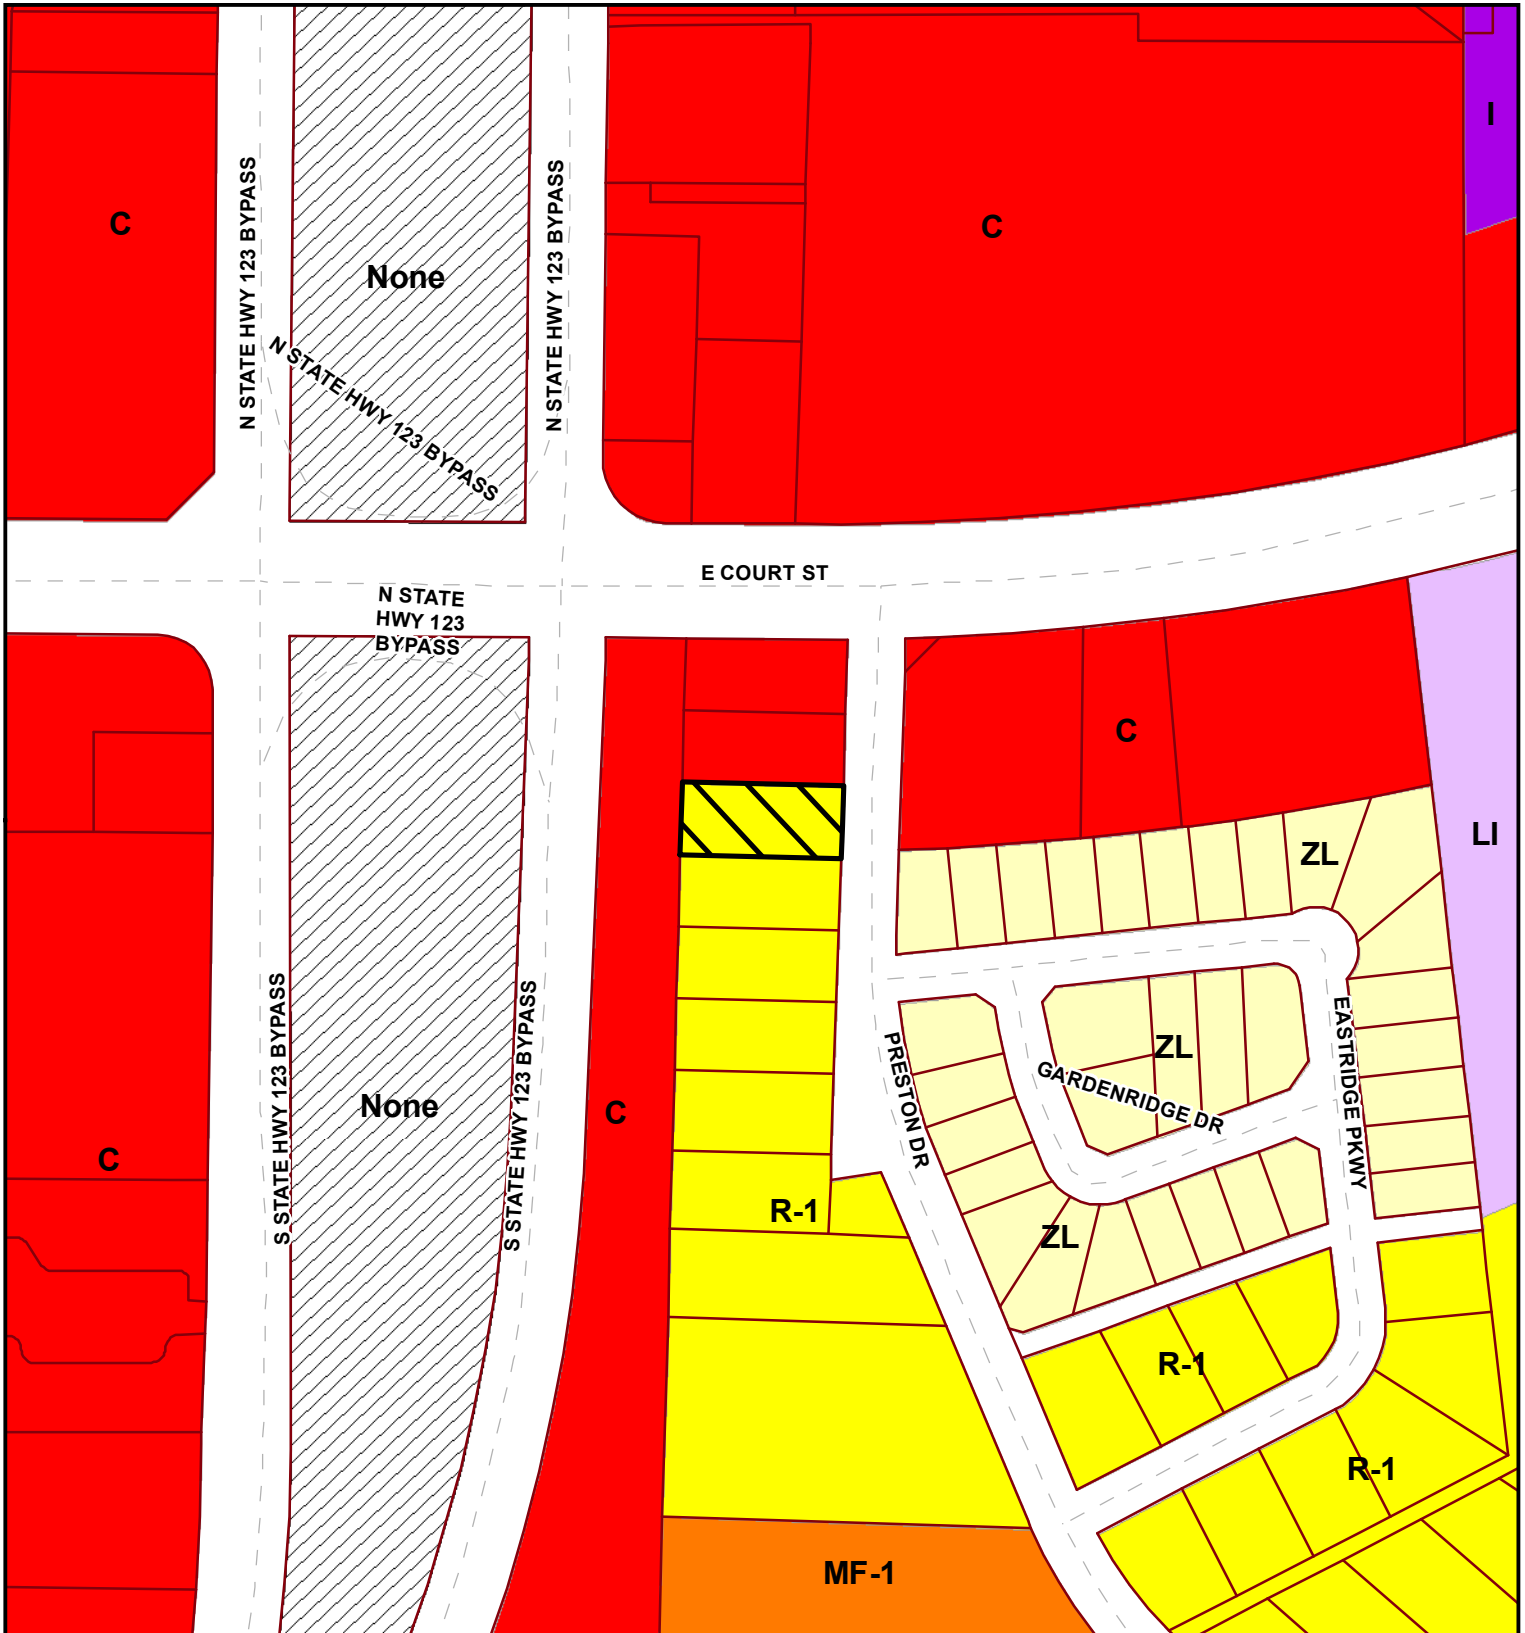 I
C
N STATE HWY 123 BYPASS
None
N STATE HWY 123 BYPASS
C
N STATE HWY 123 BYPASS
E COURT ST
N STATE
HWY 123
BYPASS
C
LI
ZL
S STATE HWY 123 BYPASS
S STATE HWY 123 BYPASS
EASTRIDGE PKWY
PRESTON DR
ZL
GARDENRIDGE DR
None
C
C
R-1
ZL
R-1
R-1
MF-1